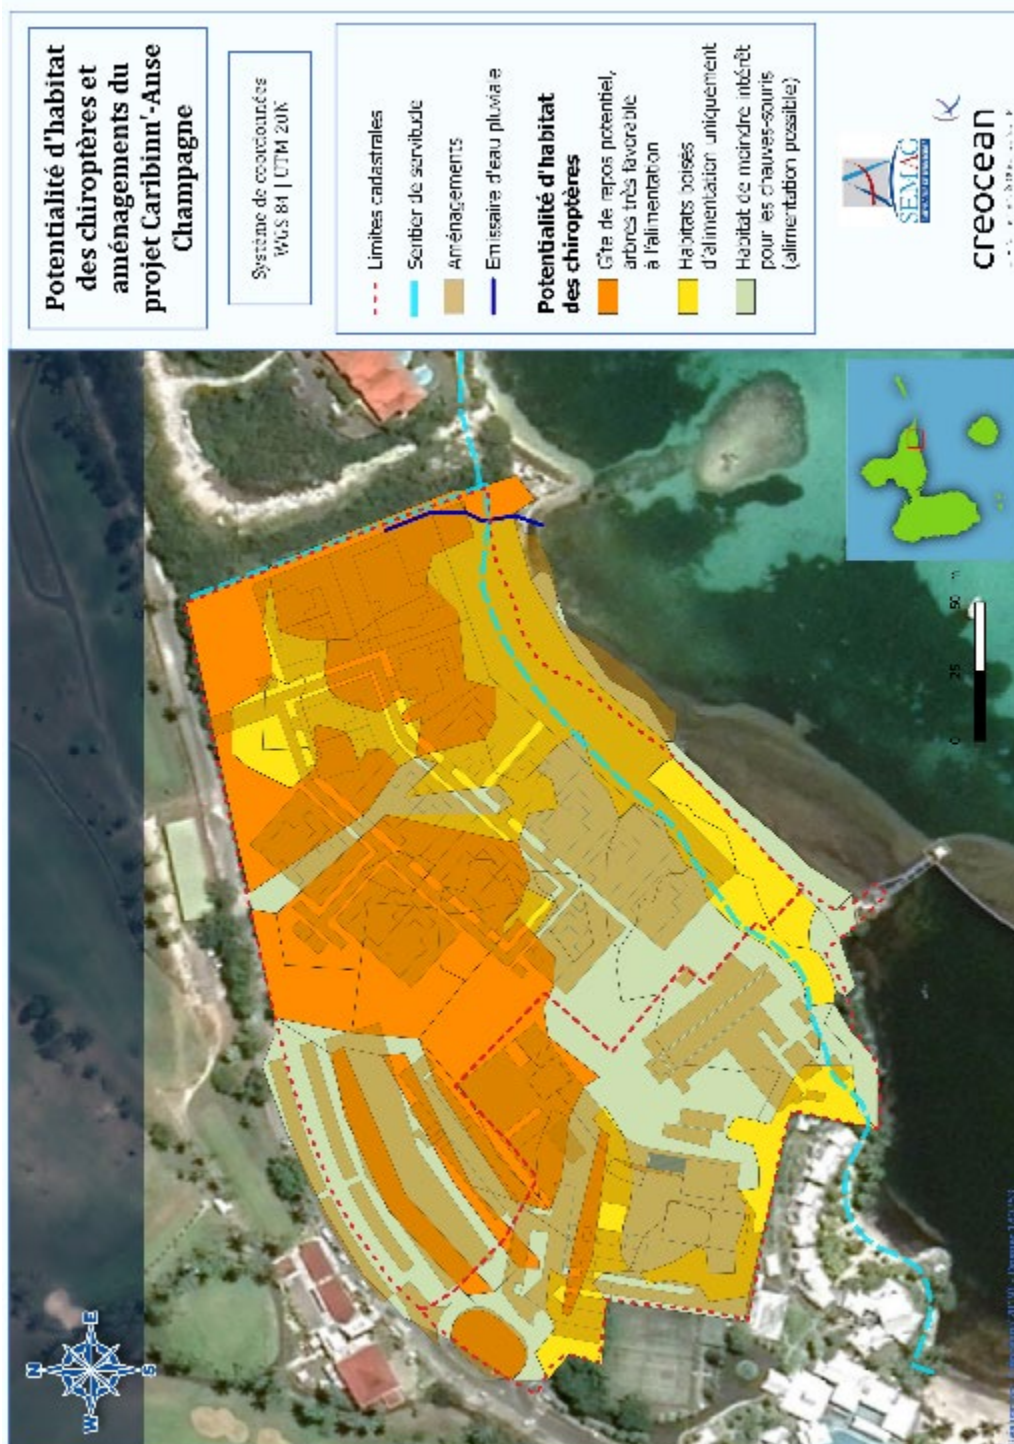 Potentialité d'habitat
des chiroptères et
aménagements du
projet Caribinn'-Anse
Champagne
Système de coordonnées
WGS 84 | UTM 20N
Limites cadastrales
Sentier de servitude
Aménagements
Emissaire d'eau pluviale
Potentialité d'habitat
des chiroptères
Gîte de repos potentiel,
arbres très favorable
à l'alimentation
Habitats boisés
d'alimentation uniquement
Habitat de moindre intérêt
pour les chauves-souris
(alimentation possible)
SEMAG
creocean
N
W
E
S
0
25
50 m